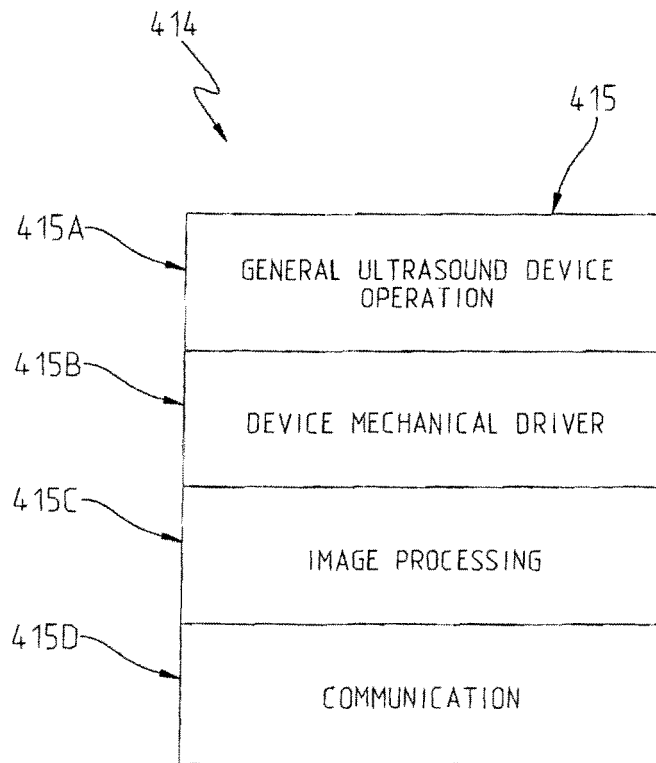 414
415
415A
GENERAL ULTRASOUND DEVICE
OPERATION
415B
DEVICE MECHANICAL DRIVER
415C
IMAGE PROCESSING
415D
COMMUNICATION